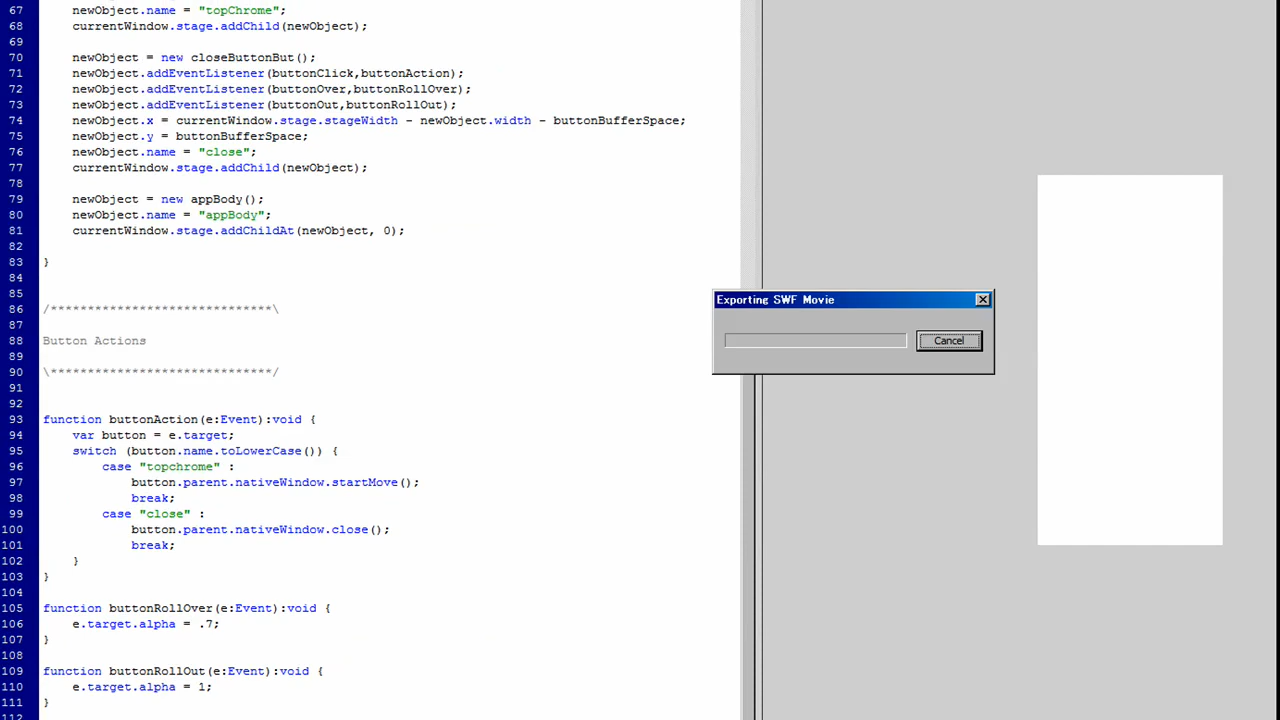 67 newObject.name = "topChrome";
68 currentWindow.stage.addChild(newObject);
69
70 newObject = new closeButtonBut();
71 newObject.addEventListener(buttonClick,buttonAction);
72 newObject.addEventListener(buttonOver,buttonRollOver);
73 newObject.addEventListener(buttonOut,buttonRollOut);
74 newObject.x = currentWindow.stage.stageWidth - newObject.width - buttonBufferSpace;
75 newObject.y = buttonBufferSpace;
76 newObject.name = "close";
77 currentWindow.stage.addChild(newObject);
78
79 newObject = new appBody();
80 newObject.name = "appBody";
81 currentWindow.stage.addChildAt(newObject, 0);
82
83 }
84
85
86 /******************************\
87
88 Button Actions
89
90 \******************************/
91
92
93 function buttonAction(e:Event):void {
94 var button = e.target;
95 switch (button.name.toLowerCase()) {
96 case "topchrome" :
97 button.parent.nativeWindow.startMove();
98 break;
99 case "close" :
100 button.parent.nativeWindow.close();
101 break;
102 }
103 }
104
105 function buttonRollOver(e:Event):void {
106 e.target.alpha = .7;
107 }
108
109 function buttonRollOut(e:Event):void {
110 e.target.alpha = 1;
111 }
112
Exporting SWF Movie
Cancel